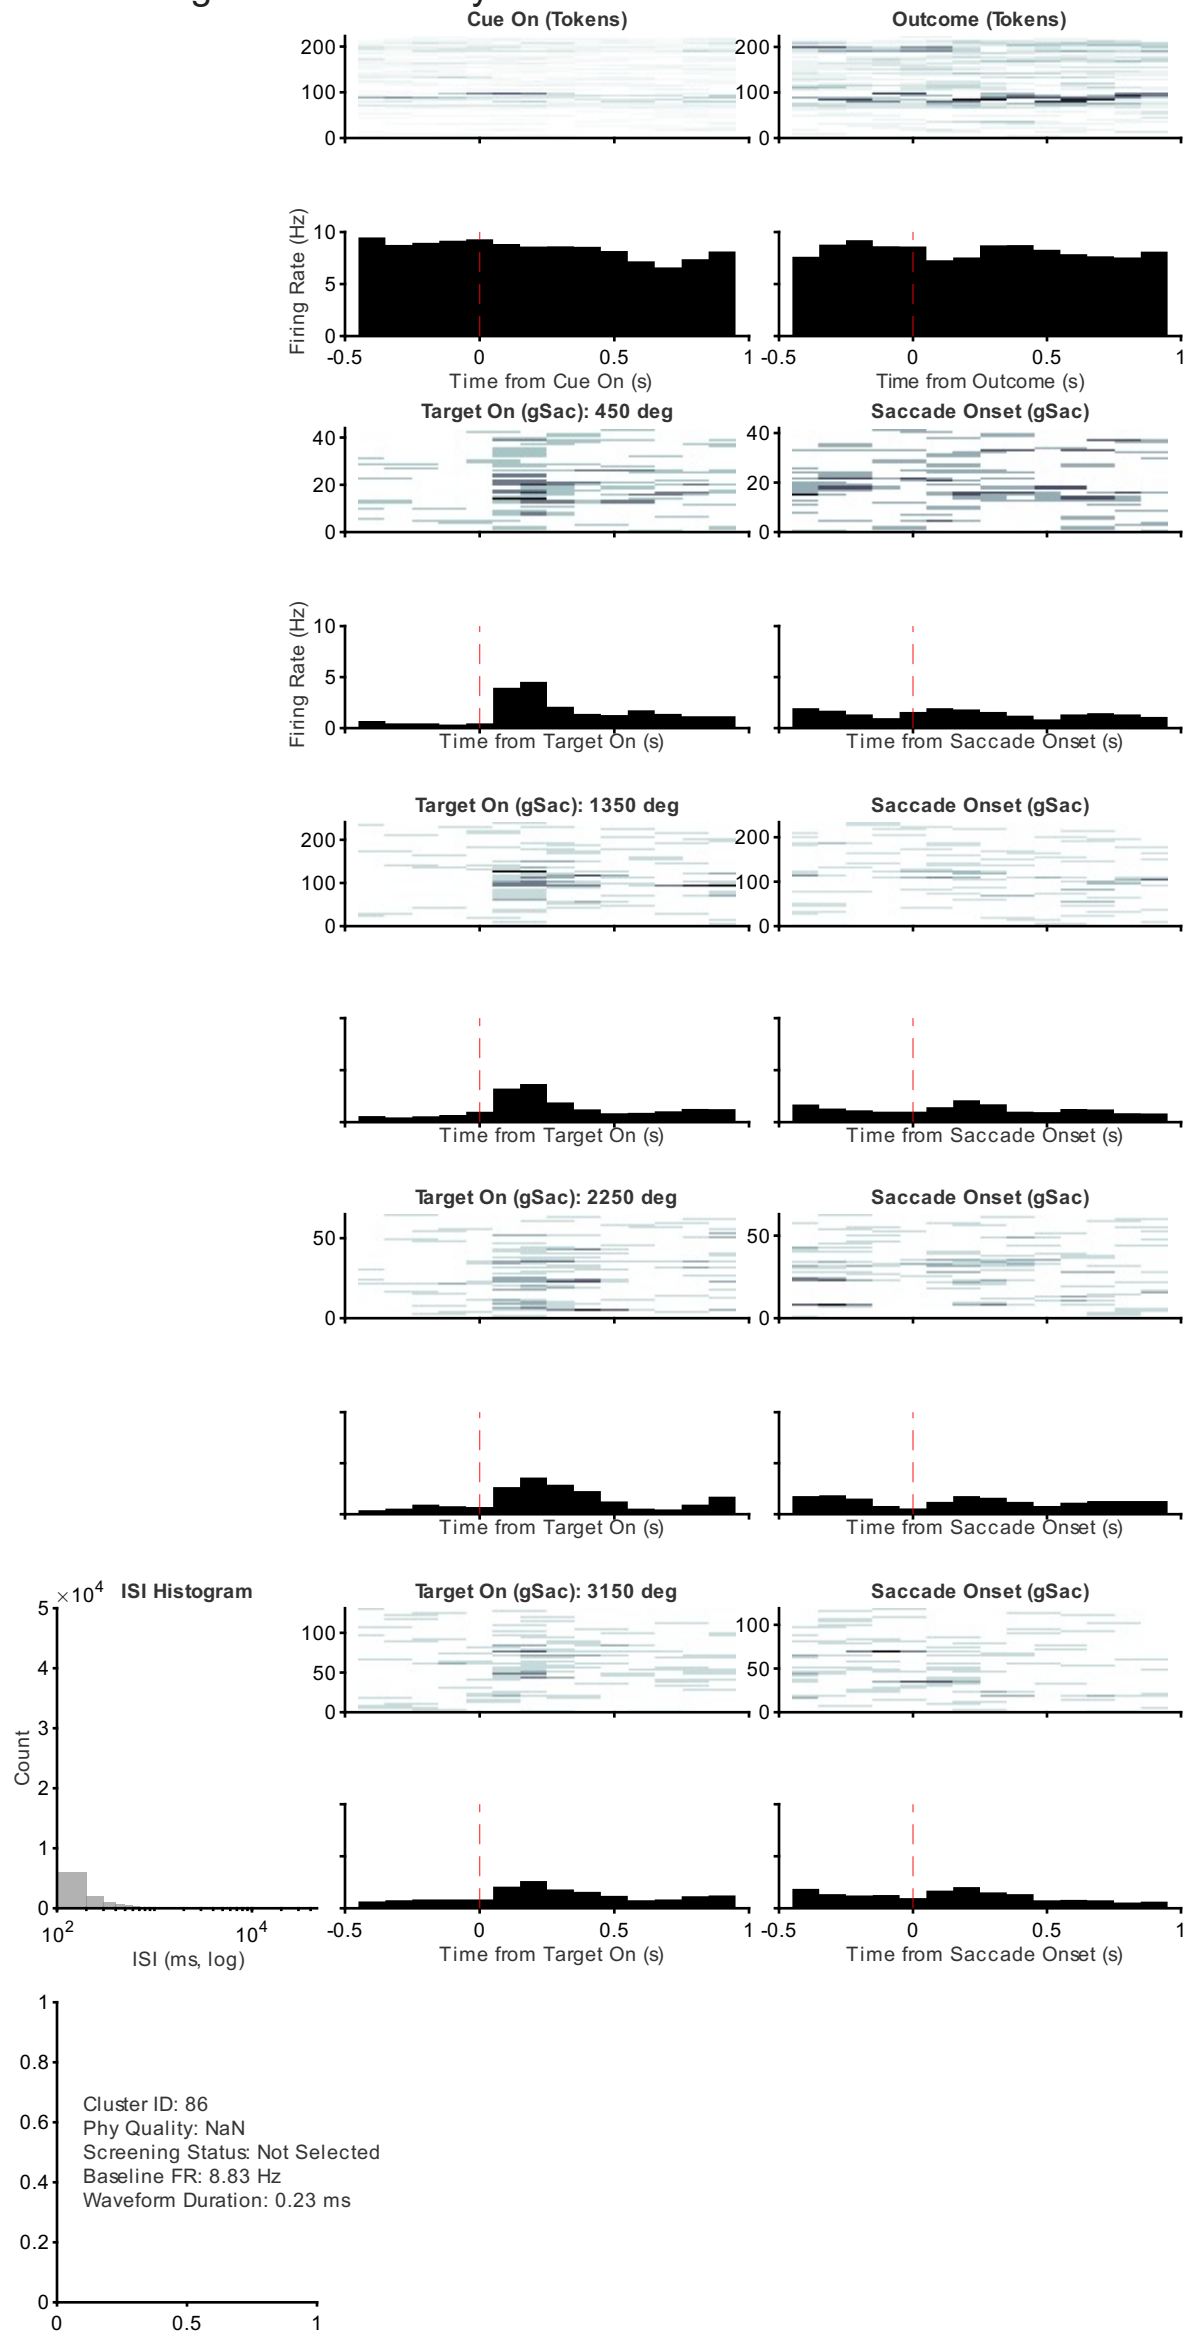 Cue On (Tokens)
Outcome (Tokens)
200
100
0
200
100
0
Firing Rate (Hz)
10
5
0
-0.5
0
0.5
1
-0.5
0
0.5
1
Time from Cue On (s)
Time from Outcome (s)
Target On (gSac): 450 deg
Saccade Onset (gSac)
40
20
0
40
20
0
Firing Rate (Hz)
10
5
0
Time from Target On (s)
Time from Saccade Onset (s)
Target On (gSac): 1350 deg
Saccade Onset (gSac)
200
100
0
200
100
0
Time from Target On (s)
Time from Saccade Onset (s)
Target On (gSac): 2250 deg
Saccade Onset (gSac)
50
0
50
0
Time from Target On (s)
Time from Saccade Onset (s)
ISI Histogram
×10⁴
5
4
3
2
1
0
Count
10²
10⁴
ISI (ms, log)
Target On (gSac): 3150 deg
Saccade Onset (gSac)
100
50
0
100
50
0
-0.5
0
0.5
1
-0.5
0
0.5
1
Time from Target On (s)
Time from Saccade Onset (s)
1
0.8
0.6
0.4
0.2
0
Cluster ID: 86
Phy Quality: NaN
Screening Status: Not Selected
Baseline FR: 8.83 Hz
Waveform Duration: 0.23 ms
0
0.5
1